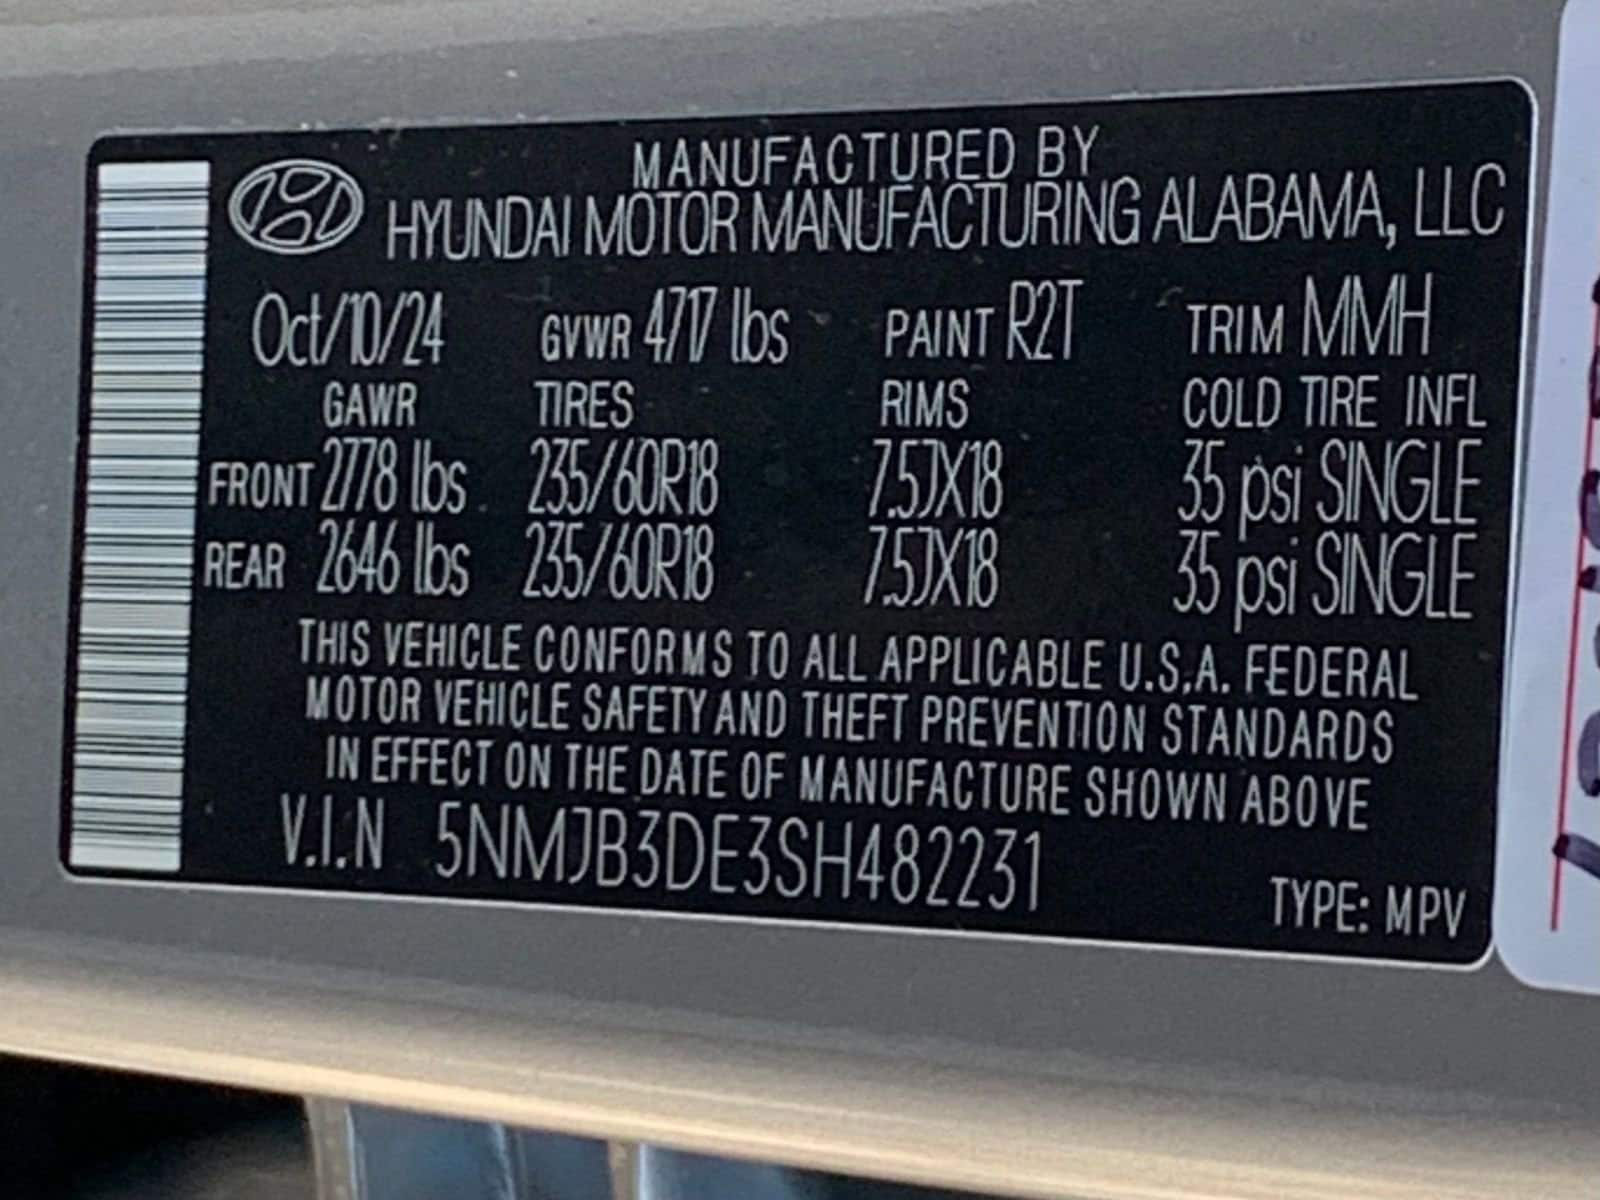 MANUFACTURED BY
HYUNDAI MOTOR MANUFACTURING ALABAMA, LLC
Oct/10/24 GVWR 4717 lbs PAINT R2T TRIM MMH
GAWR TIRES RIMS COLD TIRE INFL
FRONT 2778 lbs 235/60R18 7.5JX18 35 psi SINGLE
REAR 2646 lbs 235/60R18 7.5JX18 35 psi SINGLE
THIS VEHICLE CONFORMS TO ALL APPLICABLE U.S.A. FEDERAL
MOTOR VEHICLE SAFETY AND THEFT PREVENTION STANDARDS
IN EFFECT ON THE DATE OF MANUFACTURE SHOWN ABOVE
V.I.N 5NMJB3DE3SH482231
TYPE: MPV